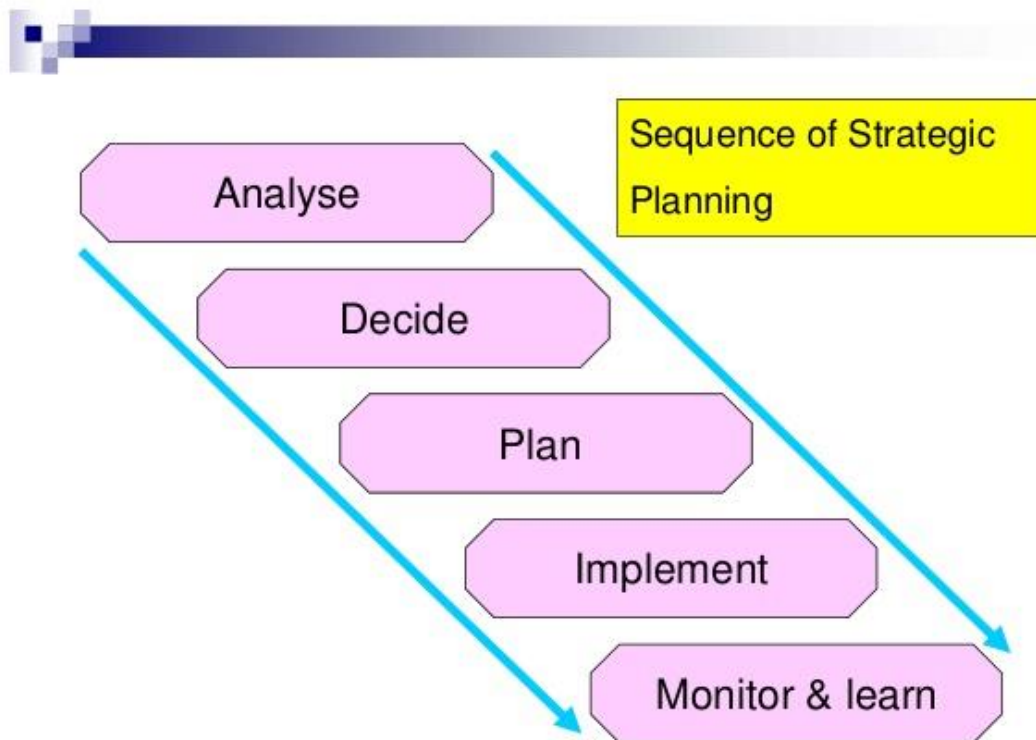 Sequence of Strategic
Planning
Analyse
Decide
Plan
Implement
Monitor & learn